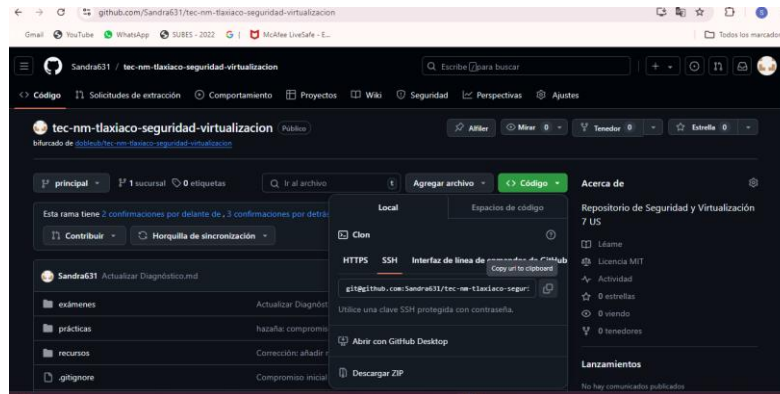 github.com/Sandra631/tec-nm-tlaxiaco-seguridad-virtualizacion
Gmail YouTube WhatsApp SUBES - 2022 McAfee LiveSafe - E... Todos los marcados
Sandra631 / tec-nm-tlaxiaco-seguridad-virtualizacion Escribe / para buscar
Código Solicitudes de extracción Comportamiento Proyectos Wiki Seguridad Perspectivas Ajustes
tec-nm-tlaxiaco-seguridad-virtualizacion Público Alfiler Mirar 0 Tenedor 0 Estrella 0
bifurcado de dobleub/tec-nm-tlaxiaco-seguridad-virtualizacion
principal 1 sucursal 0 etiquetas Ir al archivo t Agregar archivo Código
Acerca de
Esta rama tiene 2 confirmaciones por delante de , 3 confirmaciones por detrás
Local Espacios de código
Repositorio de Seguridad y Virtualización
7 US
Contribuir Horquilla de sincronización
Clon
Léame
HTTPS SSH Interfaz de línea de comandos de GitHub
Copy url to clipboard
Licencia MIT
Sandra631 Actualizar Diagnóstico.md
Actividad
git@github.com:Sandra631/tec-nm-tlaxiaco-seguri
0 estrellas
exámenes Actualizar Diagnóst
Utilice una clave SSH protegida con contraseña.
0 viendo
prácticas hazaña: compromiso
0 tenedores
Abrir con GitHub Desktop
recursos Corrección: añadir r
Lanzamientos
.gitignore Compromiso inicial
Descargar ZIP
No hay comunicados publicados